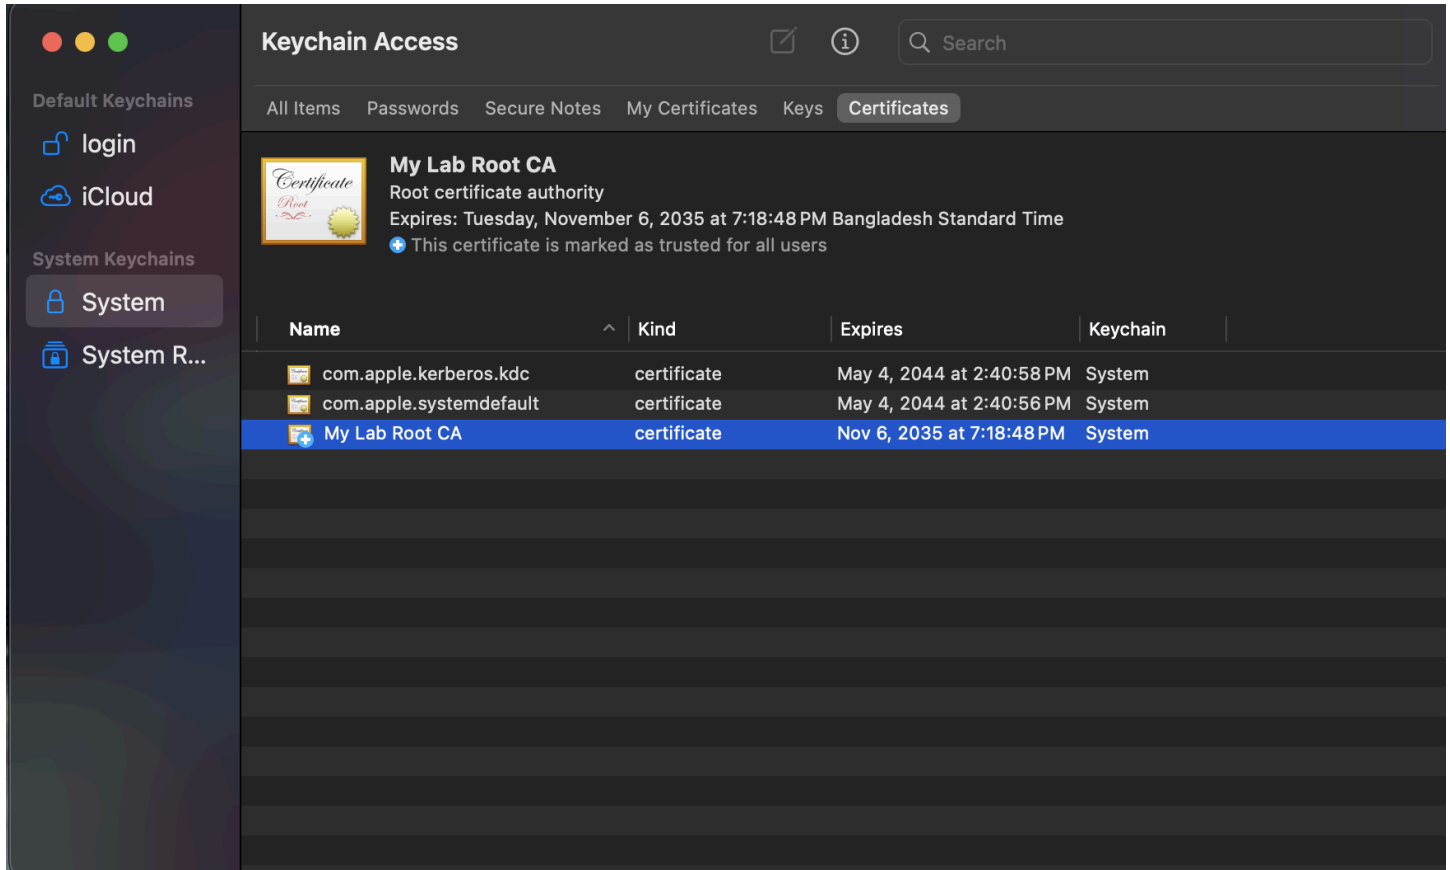 Keychain Access
Search
Default Keychains
login
iCloud
System Keychains
System
System R...
All Items Passwords Secure Notes My Certificates Keys Certificates
Certificate
Root
My Lab Root CA
Root certificate authority
Expires: Tuesday, November 6, 2035 at 7:18:48 PM Bangladesh Standard Time
This certificate is marked as trusted for all users
Name Kind Expires Keychain
com.apple.kerberos.kdc certificate May 4, 2044 at 2:40:58 PM System
com.apple.systemdefault certificate May 4, 2044 at 2:40:56 PM System
My Lab Root CA certificate Nov 6, 2035 at 7:18:48 PM System